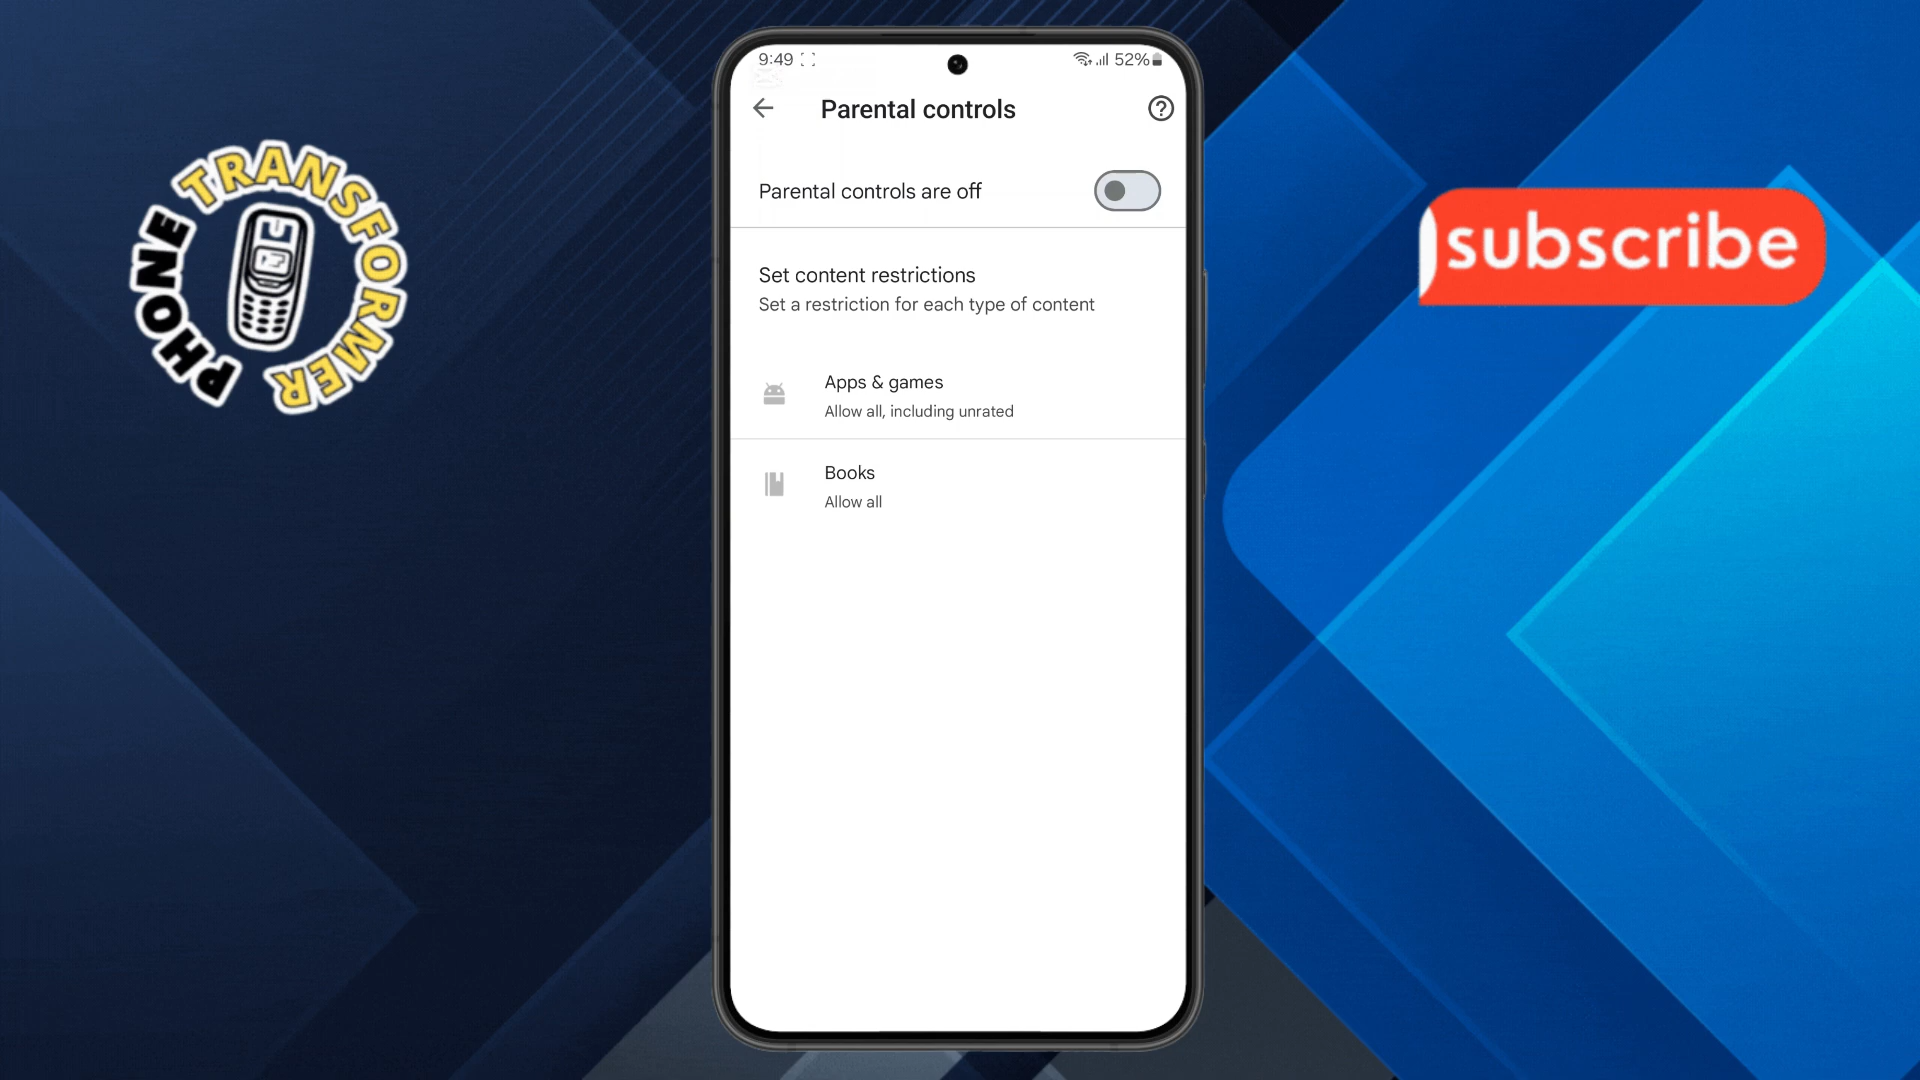 PHONE TRANSFORMER
9:49
52%
Parental controls
Parental controls are off
Set content restrictions
Set a restriction for each type of content
Apps & games
Allow all, including unrated
Books
Allow all
subscribe